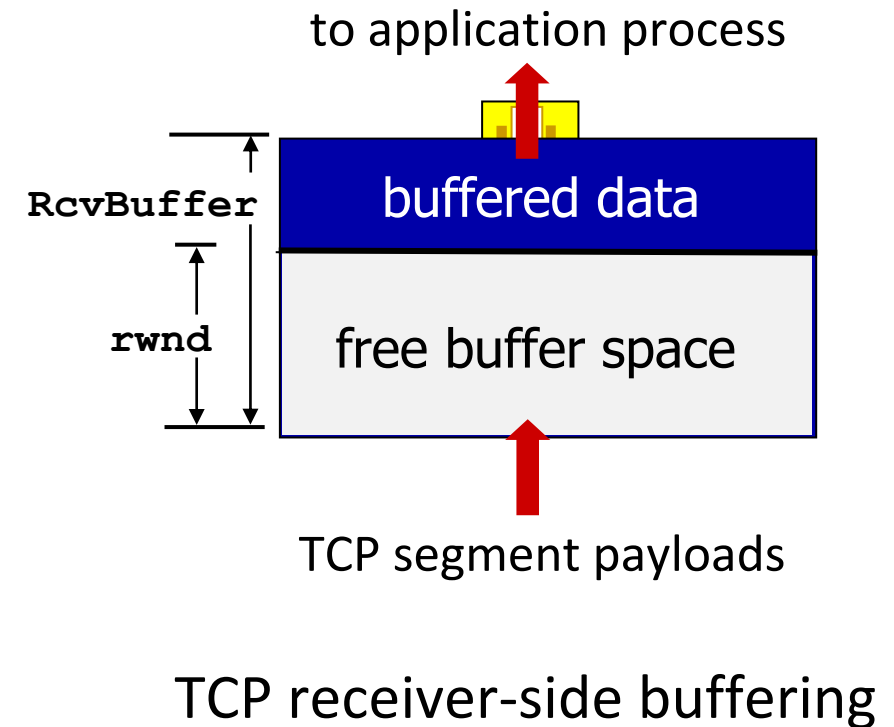 to application process
buffered data
RcvBuffer
rwnd
free buffer space
TCP segment payloads
TCP receiver-side buffering